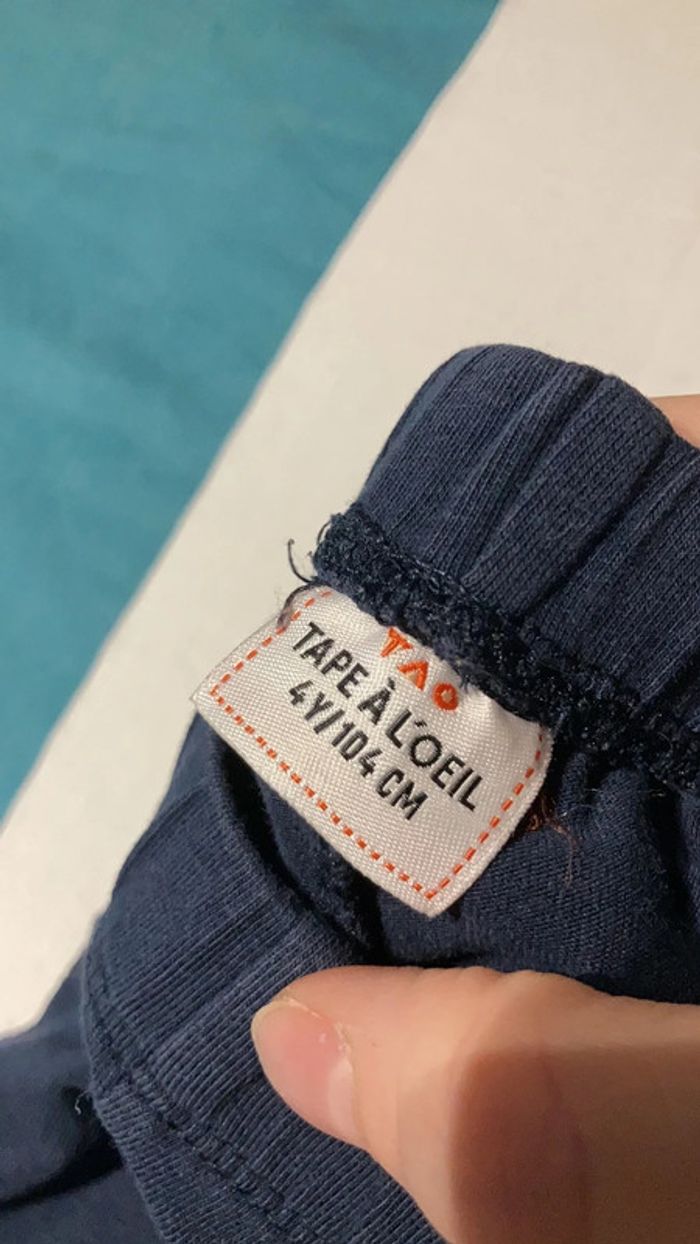 TAO
TAPE À L'OEIL
4Y/104 CM